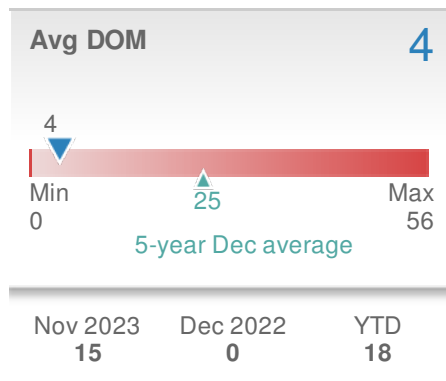 Avg DOM 4
4
Min Max
25
0 56
5-year Dec average
Nov 2023 Dec 2022 YTD
15 0 18